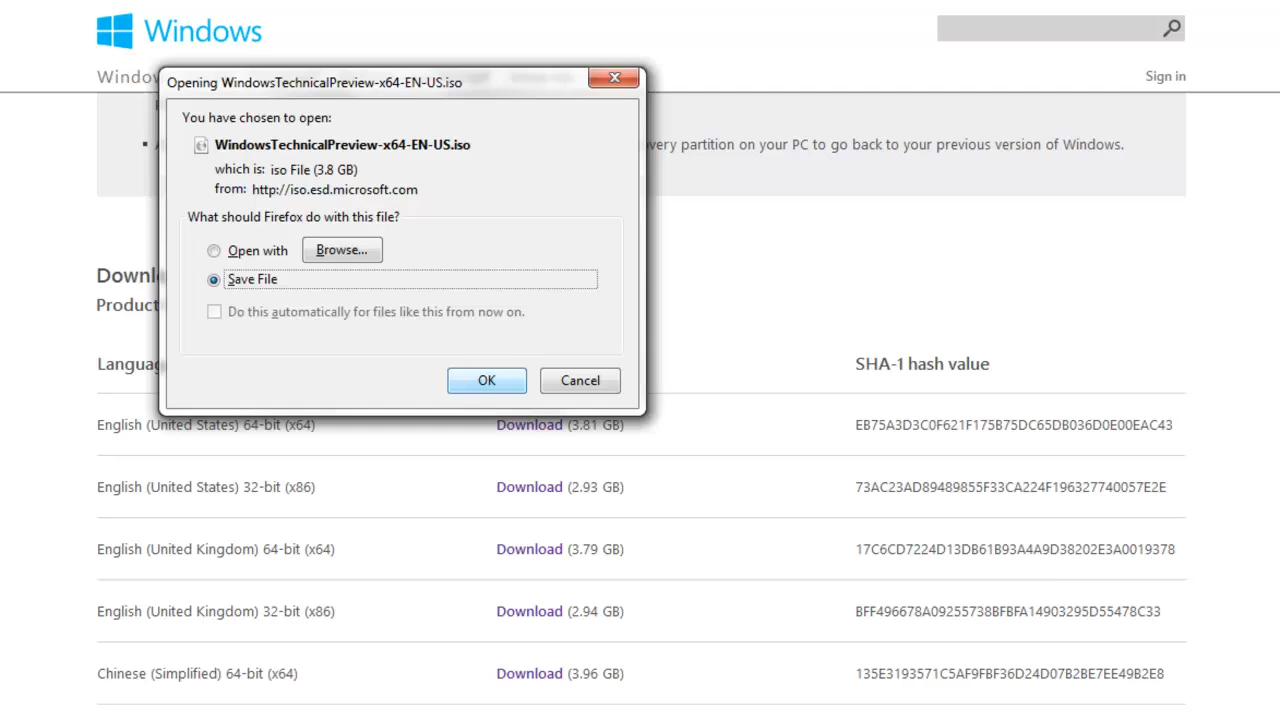 Windows
Windo
Sign in
Opening WindowsTechnicalPreview-x64-EN-US.iso
You have chosen to open:
WindowsTechnicalPreview-x64-EN-US.iso
which is: iso File (3.8 GB)
from: http://iso.esd.microsoft.com
What should Firefox do with this file?
Open with Browse...
Save File
Do this automatically for files like this from now on.
OK Cancel
very partition on your PC to go back to your previous version of Windows.
Downl
Product
Languag SHA-1 hash value
English (United States) 64-bit (x64) Download (3.81 GB) EB75A3D3C0F621F175B75DC65DB036D0E00EAC43
English (United States) 32-bit (x86) Download (2.93 GB) 73AC23AD89489855F33CA224F196327740057E2E
English (United Kingdom) 64-bit (x64) Download (3.79 GB) 17C6CD7224D13DB61B93A4A9D38202E3A0019378
English (United Kingdom) 32-bit (x86) Download (2.94 GB) BFF496678A09255738BFBFA14903295D55478C33
Chinese (Simplified) 64-bit (x64) Download (3.96 GB) 135E3193571C5AF9FBF36D24D07B2BE7EE49B2E8